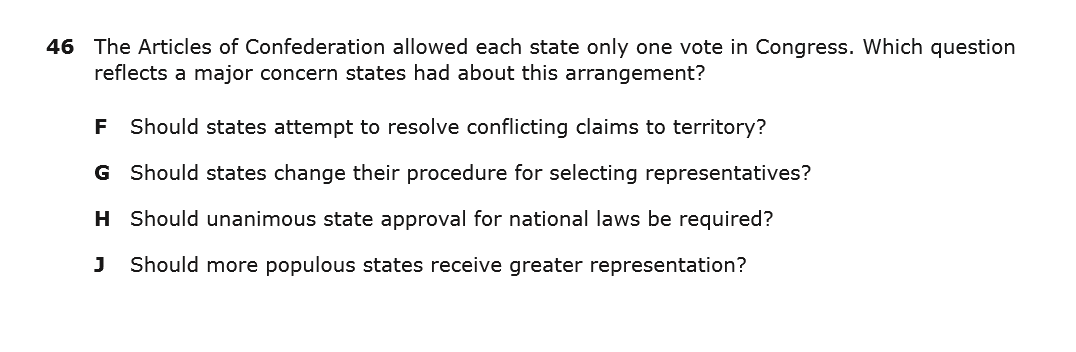 46 The Articles of Confederation allowed each state only one vote in Congress. Which question
reflects a major concern states had about this arrangement?
F Should states attempt to resolve conflicting claims to territory?
G Should states change their procedure for selecting representatives?
H Should unanimous state approval for national laws be required?
J Should more populous states receive greater representation?